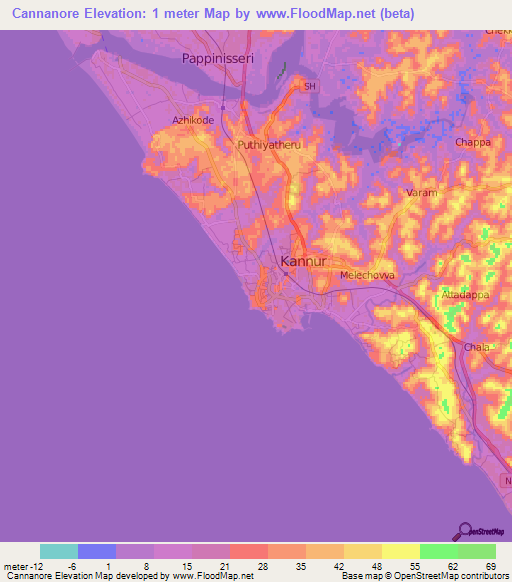 Cannanore Elevation: 1 meter Map by www.FloodMap.net (beta)
Pappinisseri
SH
Azhikode
Puthiyatheru
Chappa
Varam
Kannur
Melechovva
Attadappa
Chala
N
OpenStreetMap
meter -12 -6 1 8 15 21 28 35 42 48 55 62 69
Cannanore Elevation Map developed by www.FloodMap.net
Base map © OpenStreetMap contributors